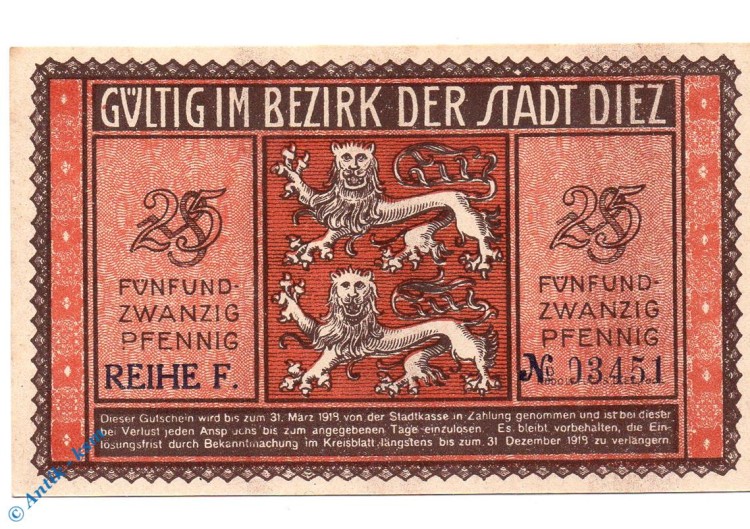 GÜLTIG IM BEZIRK DER STADT DIEZ
25
FÜNFUND-
ZWANZIG
PFENNIG
REIHE F.
25
FÜNFUND-
ZWANZIG
PFENNIG
No 03451
Dieser Gutschein wird bis zum 31. März 1919 von der Stadtkasse in Zahlung genommen und ist bei dieser
bei Verlust jeden Anspruchs bis zum angegebenen Tage einzulösen. Es bleibt vorbehalten, die Ein-
lösungsfrist durch Bekanntmachung im Kreisblatt längstens bis zum 31 Dezember 1919 zu verlängern.
© Antik - kom